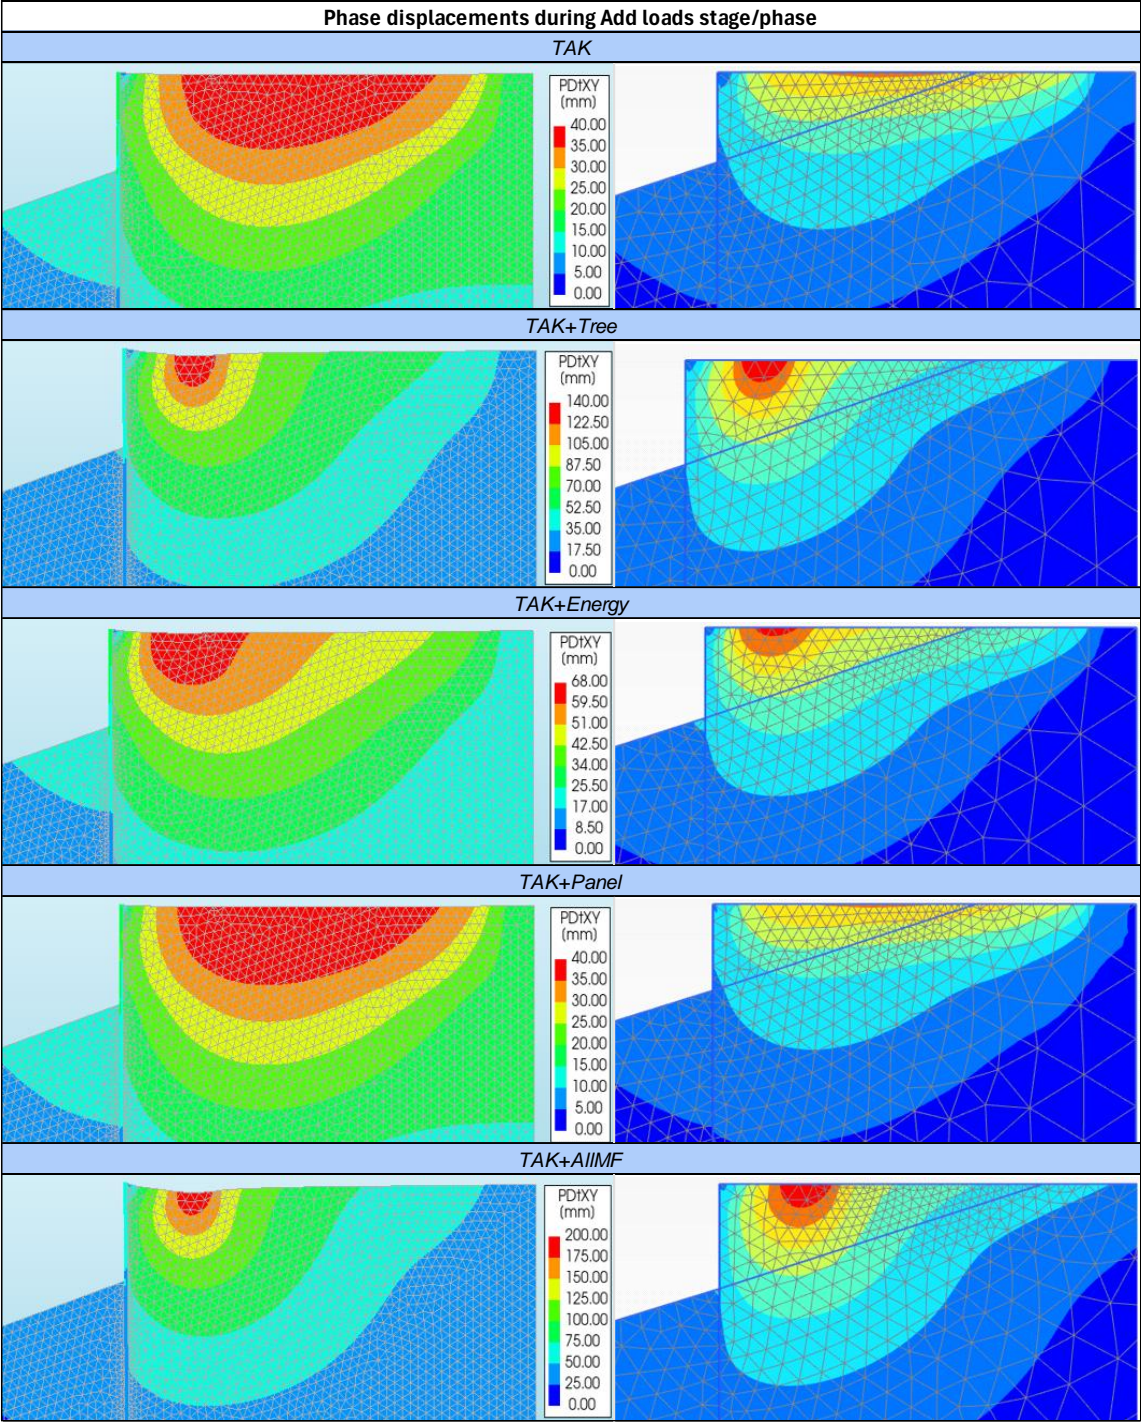 Phase displacements during Add loads stage/phase
TAK
PDtXY
(mm)
40.00
35.00
30.00
25.00
20.00
15.00
10.00
5.00
0.00
TAK+Tree
PDtXY
(mm)
140.00
122.50
105.00
87.50
70.00
52.50
35.00
17.50
0.00
TAK+Energy
PDtXY
(mm)
68.00
59.50
51.00
42.50
34.00
25.50
17.00
8.50
0.00
TAK+Panel
PDtXY
(mm)
40.00
35.00
30.00
25.00
20.00
15.00
10.00
5.00
0.00
TAK+AllMF
PDtXY
(mm)
200.00
175.00
150.00
125.00
100.00
75.00
50.00
25.00
0.00